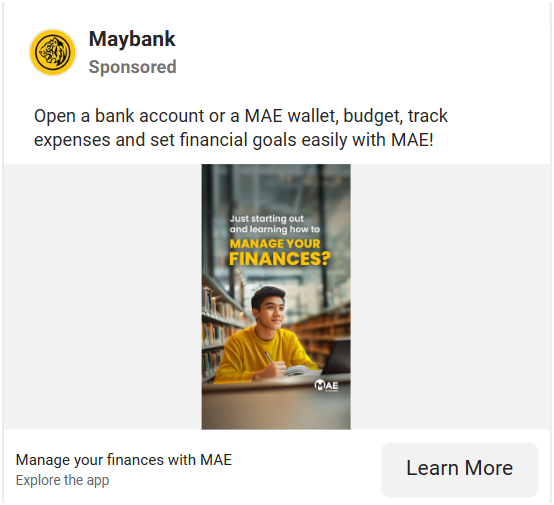 Maybank
Sponsored
Open a bank account or a MAE wallet, budget, track
expenses and set financial goals easily with MAE!
Just starting out
and learning how to
MANAGE YOUR
FINANCES?
MAE
Manage your finances with MAE
Explore the app
Learn More